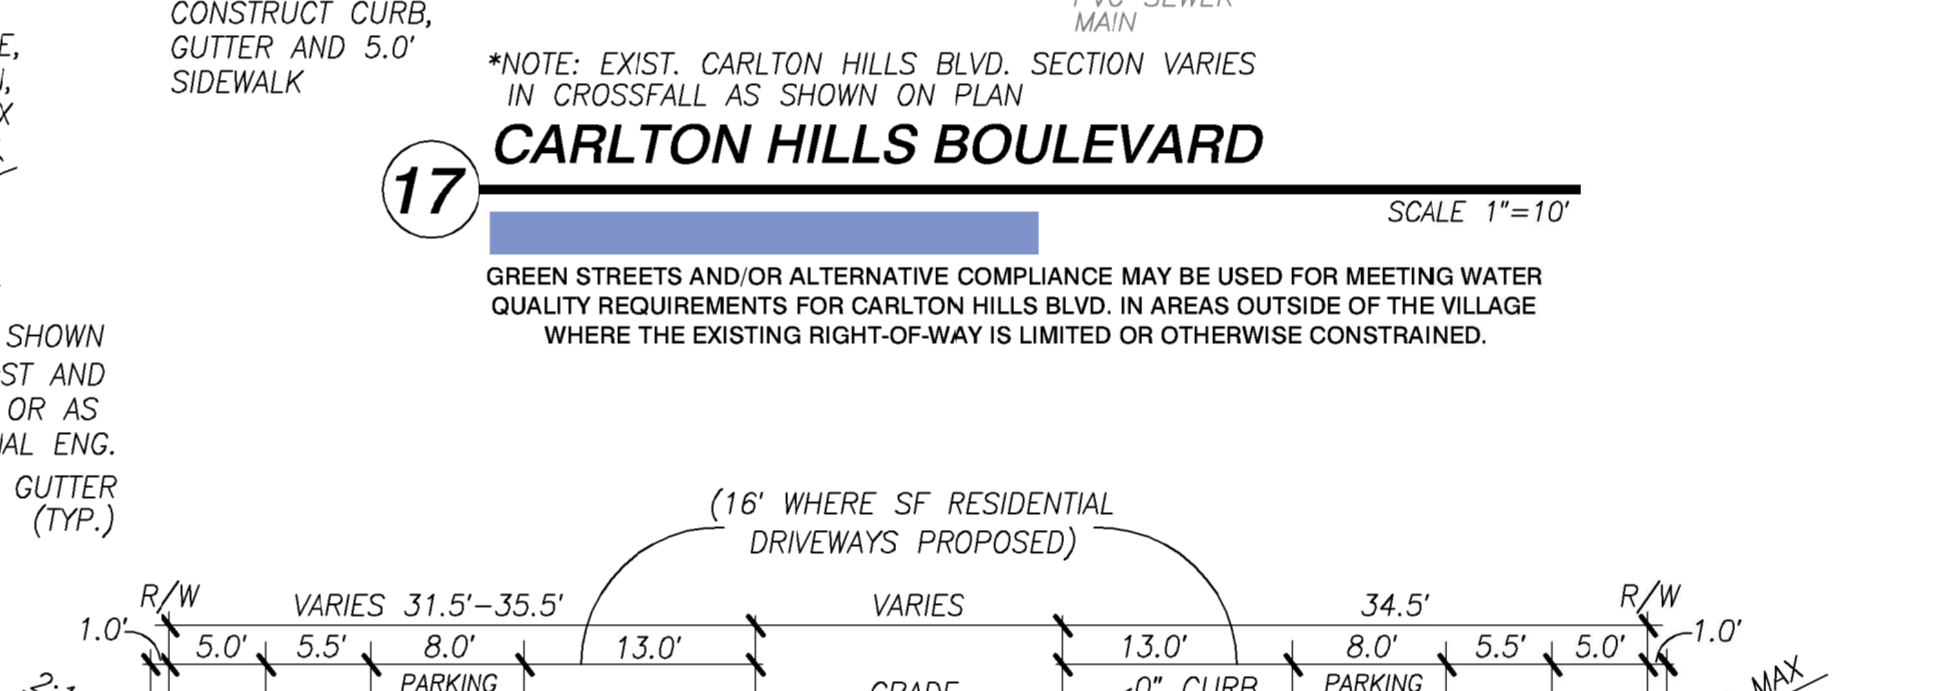 CONSTRUCT CURB,
GUTTER AND 5.0'
SIDEWALK
MAIN
*NOTE: EXIST. CARLTON HILLS BLVD. SECTION VARIES
IN CROSSFALL AS SHOWN ON PLAN
CARLTON HILLS BOULEVARD
17
SCALE 1"=10'
GREEN STREETS AND/OR ALTERNATIVE COMPLIANCE MAY BE USED FOR MEETING WATER
QUALITY REQUIREMENTS FOR CARLTON HILLS BLVD. IN AREAS OUTSIDE OF THE VILLAGE
WHERE THE EXISTING RIGHT-OF-WAY IS LIMITED OR OTHERWISE CONSTRAINED.
SHOWN
AND
OR AS
ENG.
GUTTER
(TYP.)
(16' WHERE SF RESIDENTIAL
DRIVEWAYS PROPOSED)
R/W VARIES 31.5'-35.5' VARIES 34.5' R/W
1.0' 5.0' 5.5' 8.0' 13.0' 13.0' 8.0' 5.5' 5.0' 1.0'
PARKING GRADE CURB PARKING MAX